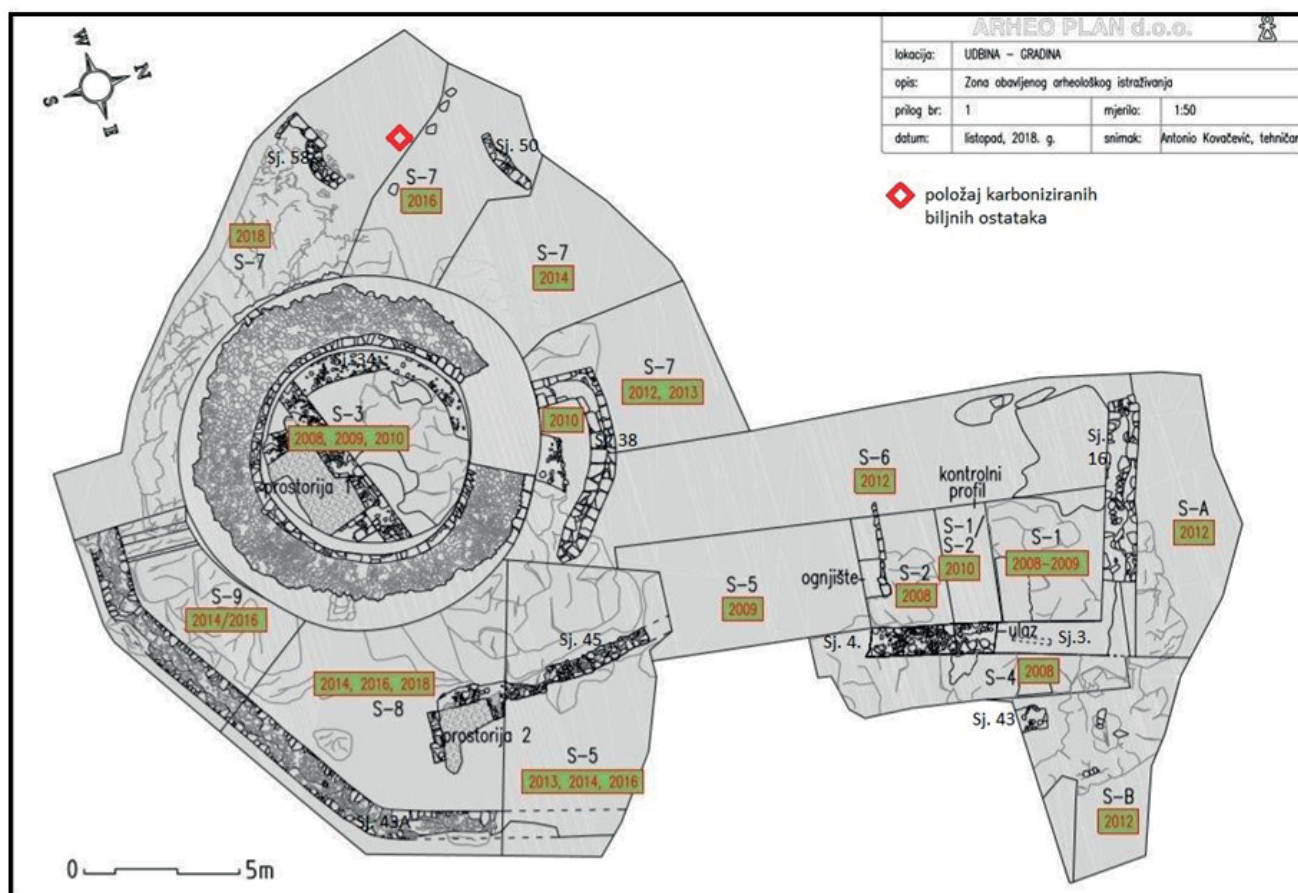 ARHEO PLAN d.o.o.
lokacija: UDBINA – GRADINA
opis: Zona obavljenog arheološkog istraživanja
prilog br: 1 mjerilo: 1:50
datum: listopad, 2018. g. snimak: Antonio Kovačević, tehničar
položaj karboniziranih
biljnih ostataka
W
N
S
E
Sj. 58
Sj. 50
S-7
2016
2018
S-7
S-7
2014
S-7
2012, 2013
Sj. 34
S-3
2008, 2009, 2010
prostorija 1
2010
Sj. 38
S-6
2012
kontrolni
profil
Sj.
16
S-A
2012
S-1
S-2
2010
S-1
2008-2009
ognjište
S-2
2008
S-5
2009
S-9
2014/2016
Sj. 45
Sj. 4.
ulaz
Sj.3.
2014, 2016, 2018
S-8
S-4
2008
Sj. 43
prostorija 2
S-5
2013, 2014, 2016
S-B
2012
Sj. 43A
0 5m